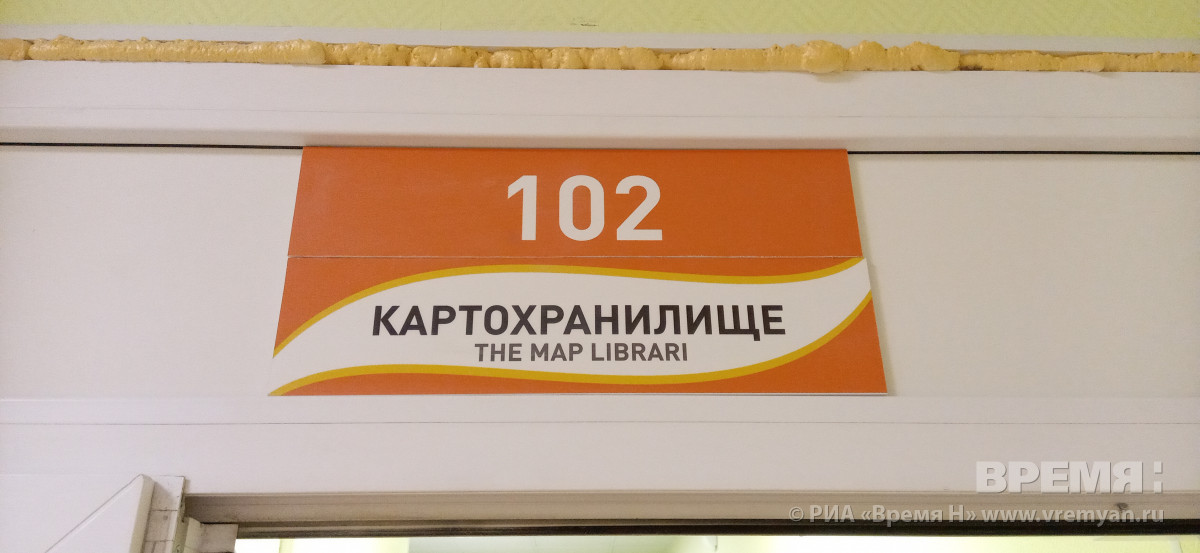 102
КАРТОХРАНИЛИЩЕ
THE MAP LIBRARI
ВРЕМЯ:
© РИА «Время Н» www.vremyan.ru